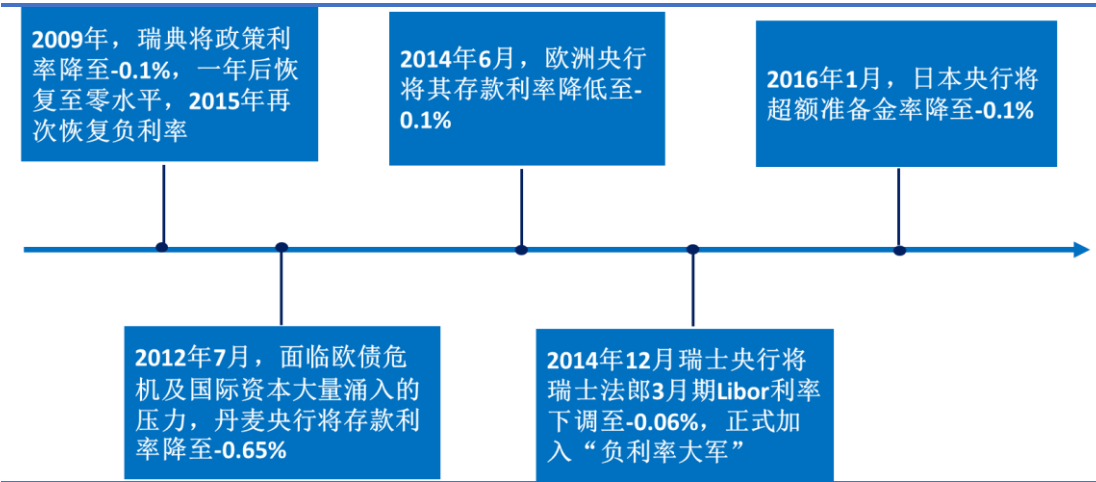 2009年，瑞典将政策利
率降至-0.1%，一年后恢
复至零水平，2015年再
次恢复负利率
2012年7月，面临欧债危
机及国际资本大量涌入的
压力，丹麦央行将存款利
率降至-0.65%
2014年6月，欧洲央行
将其存款利率降低至-
0.1%
2014年12月瑞士央行将
瑞士法郎3月期Libor利率
下调至-0.06%，正式加
入“负利率大军”
2016年1月，日本央行将
超额准备金率降至-0.1%